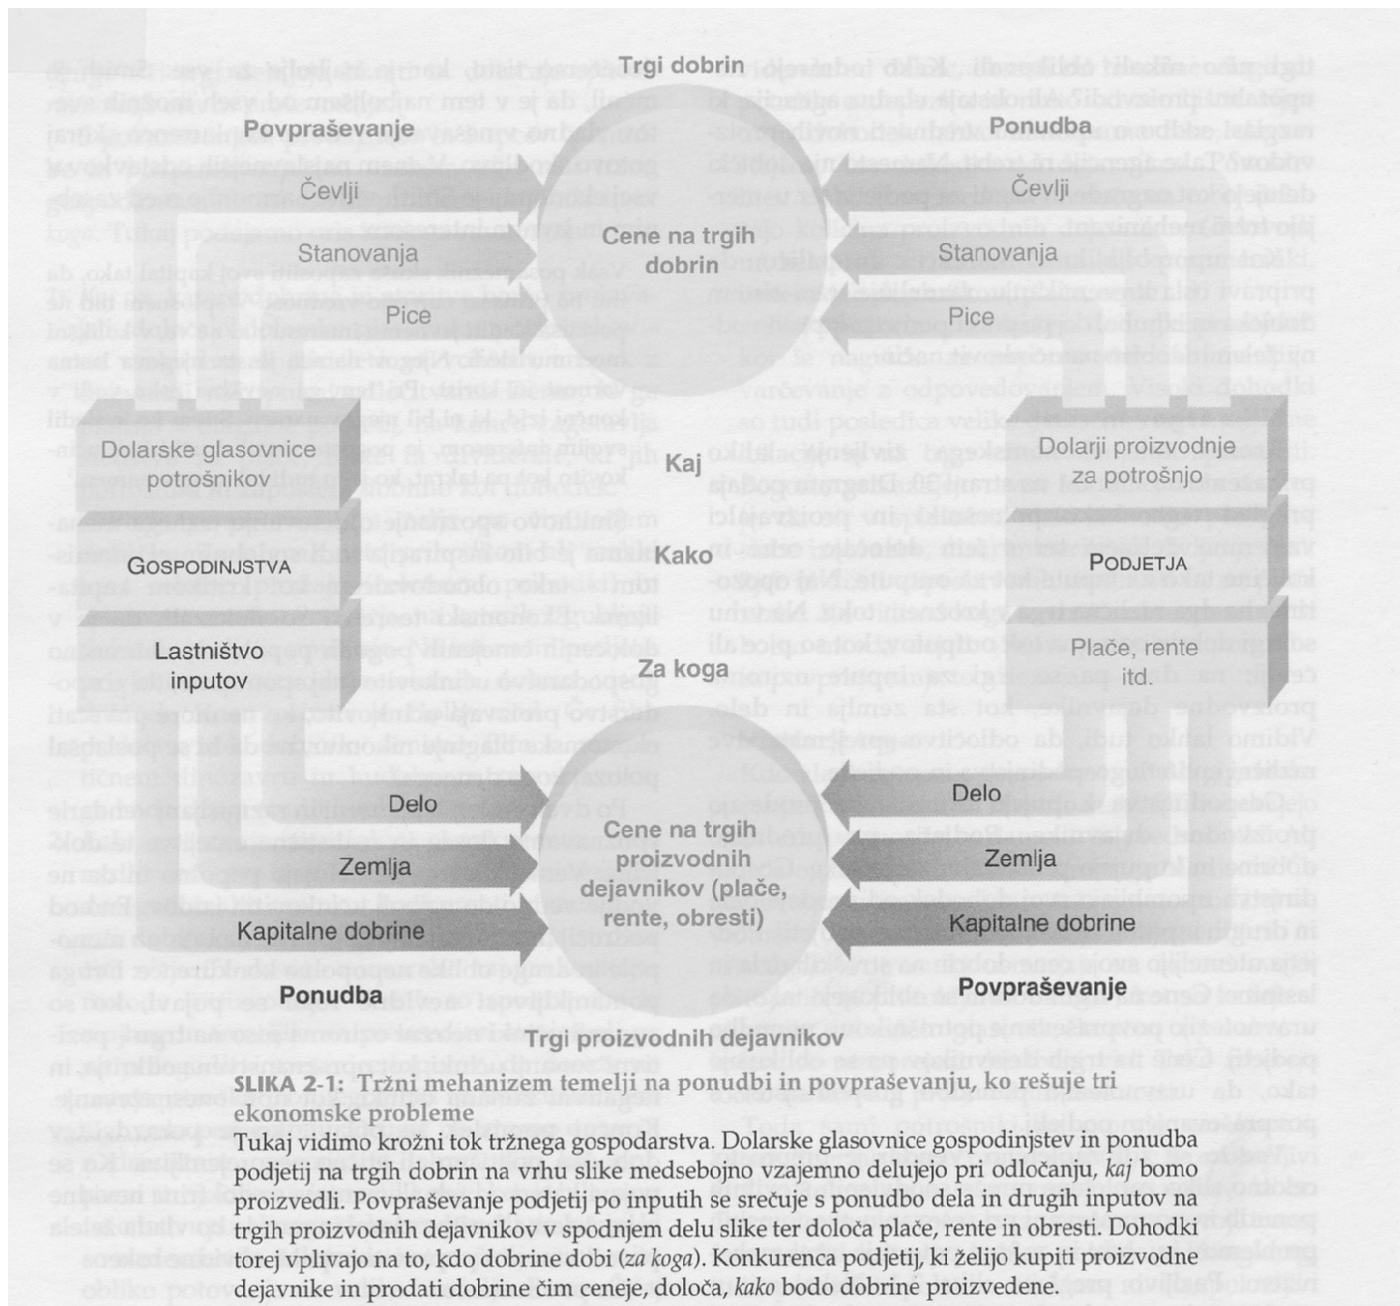 Trgi dobrin
Povpraševanje
Ponudba
Čevlji
Čevlji
Cene na trgih
dobrin
Stanovanja
Stanovanja
Pice
Pice
Dolarske glasovnice
potrošnikov
Kaj
Dolarji proizvodnje
za potrošnjo
GOSPODINJSTVA
Kako
PODJETJA
Lastništvo
inputov
Za koga
Plače, rente
itd.
Delo
Delo
Cene na trgih
proizvodnih
dejavnikov (plače,
rente, obresti)
Zemlja
Zemlja
Kapitalne dobrine
Kapitalne dobrine
Ponudba
Povpraševanje
Trgi proizvodnih dejavnikov
SLIKA 2-1: Tržni mehanizem temelji na ponudbi in povpraševanju, ko rešuje tri
ekonomske probleme
Tukaj vidimo krožni tok tržnega gospodarstva. Dolarske glasovnice gospodinjstev in ponudba
podjetij na trgih dobrin na vrhu slike medsebojno vzajemno delujejo pri odločanju, kaj bomo
proizvedli. Povpraševanje podjetij po inputih se srečuje s ponudbo dela in drugih inputov na
trgih proizvodnih dejavnikov v spodnjem delu slike ter določa plače, rente in obresti. Dohodki
torej vplivajo na to, kdo dobrine dobi (za koga). Konkurenca podjetij, ki želijo kupiti proizvodne
dejavnike in prodati dobrine čim ceneje, določa, kako bodo dobrine proizvedene.